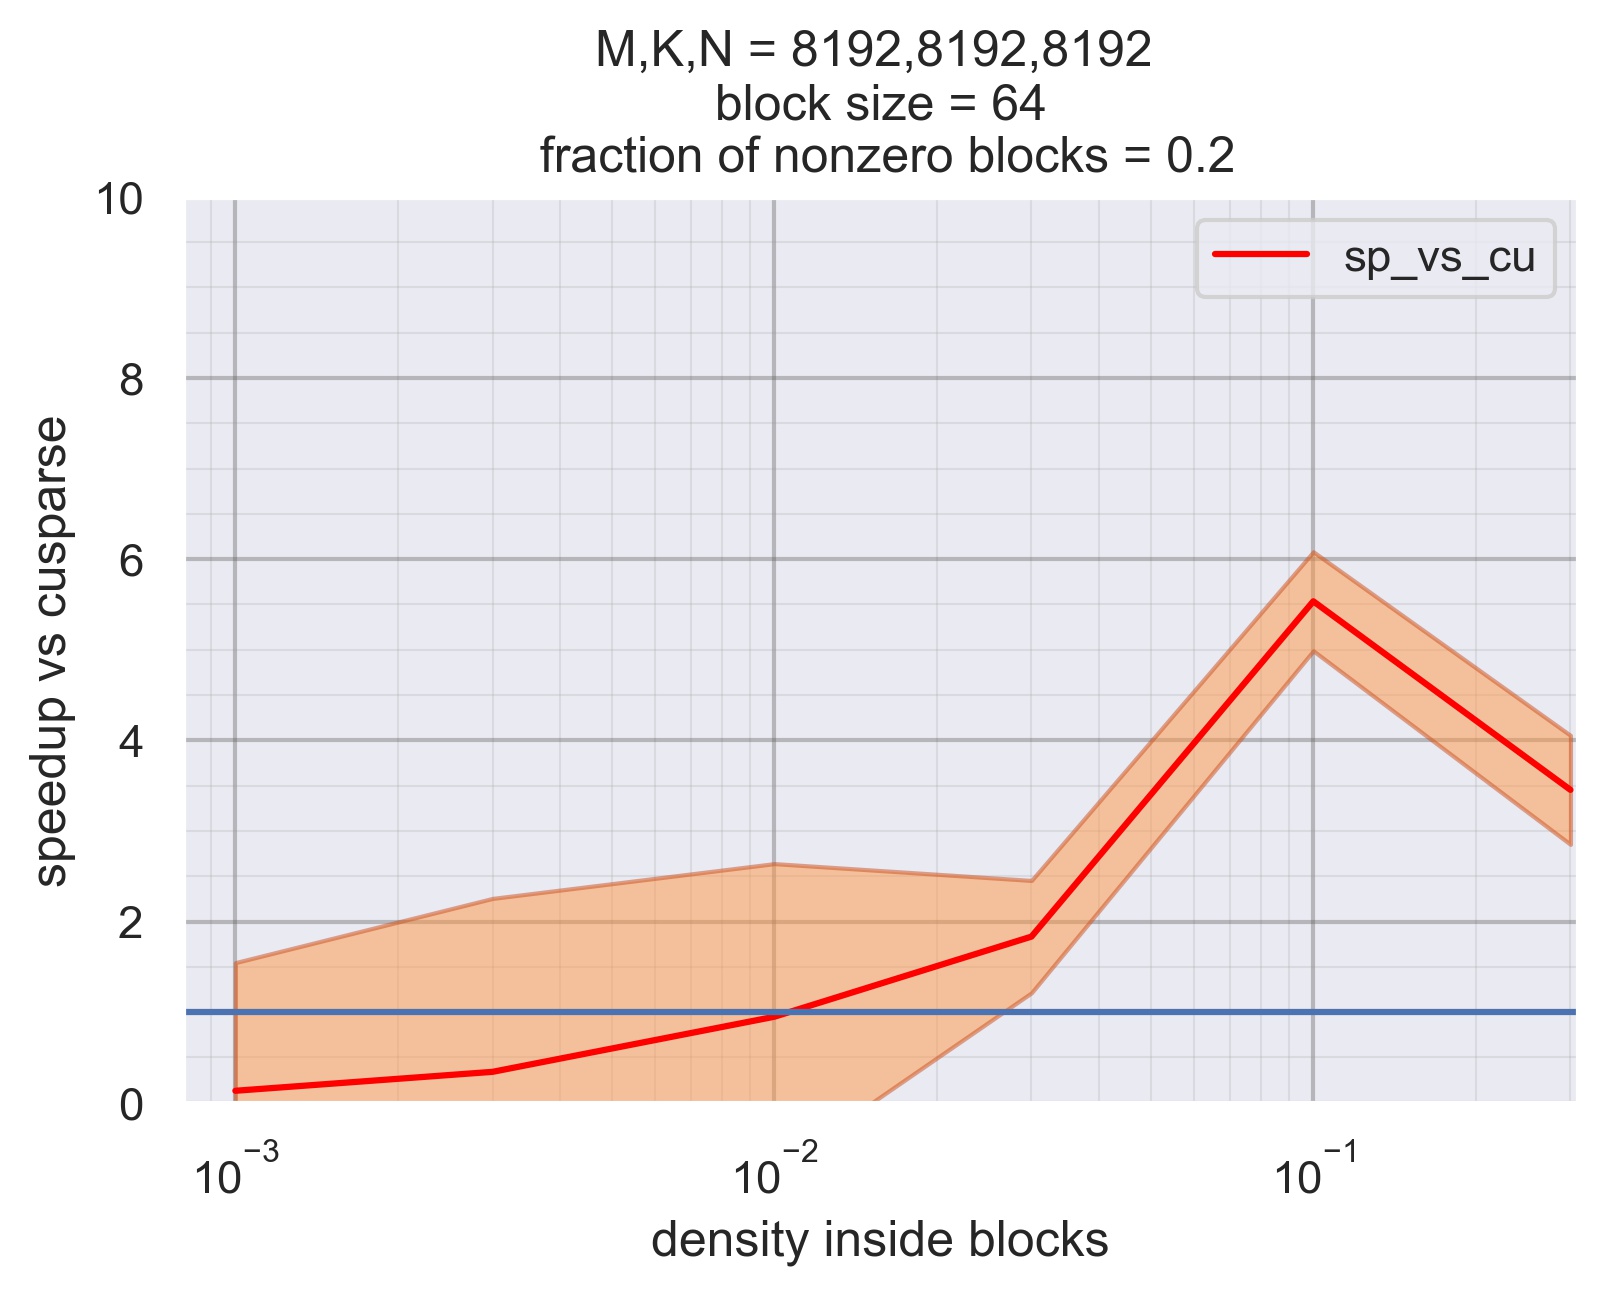 M,K,N = 8192,8192,8192
block size = 64
fraction of nonzero blocks = 0.2
sp_vs_cu
speedup vs cusparse
10
8
6
4
2
0
10⁻³
10⁻²
10⁻¹
density inside blocks